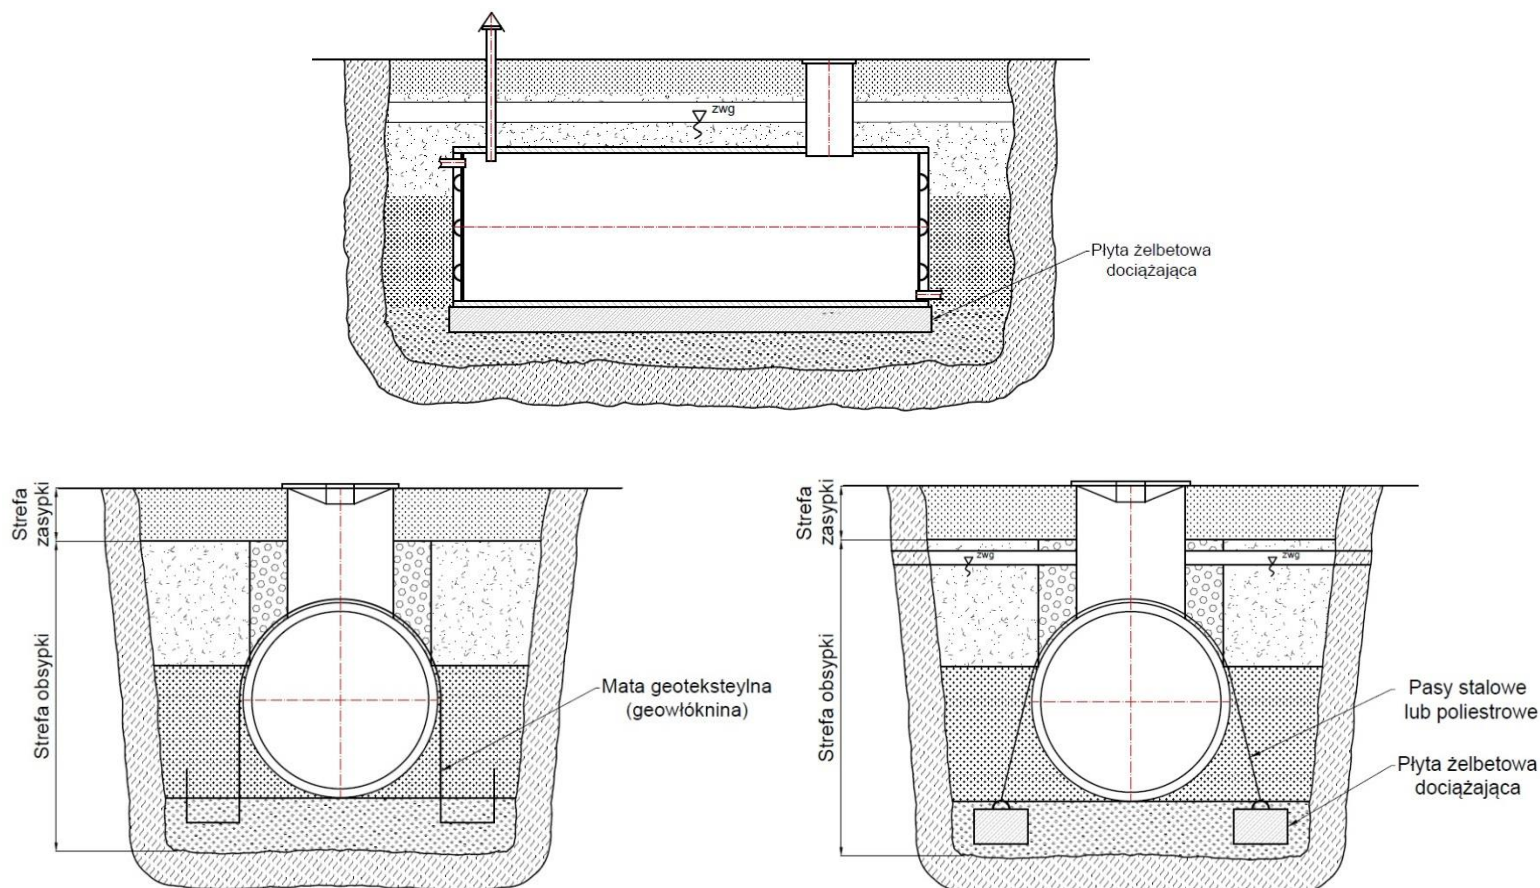 zwg
Płyta żelbetowa
dociążająca
Strefa
zasypki
Strefa obsypki
Mata geoteksteylna
(geowłóknina)
Strefa
zasypki
Strefa obsypki
zwg
zwg
Pasy stalowe
lub poliestrowe
Płyta żelbetowa
dociążająca